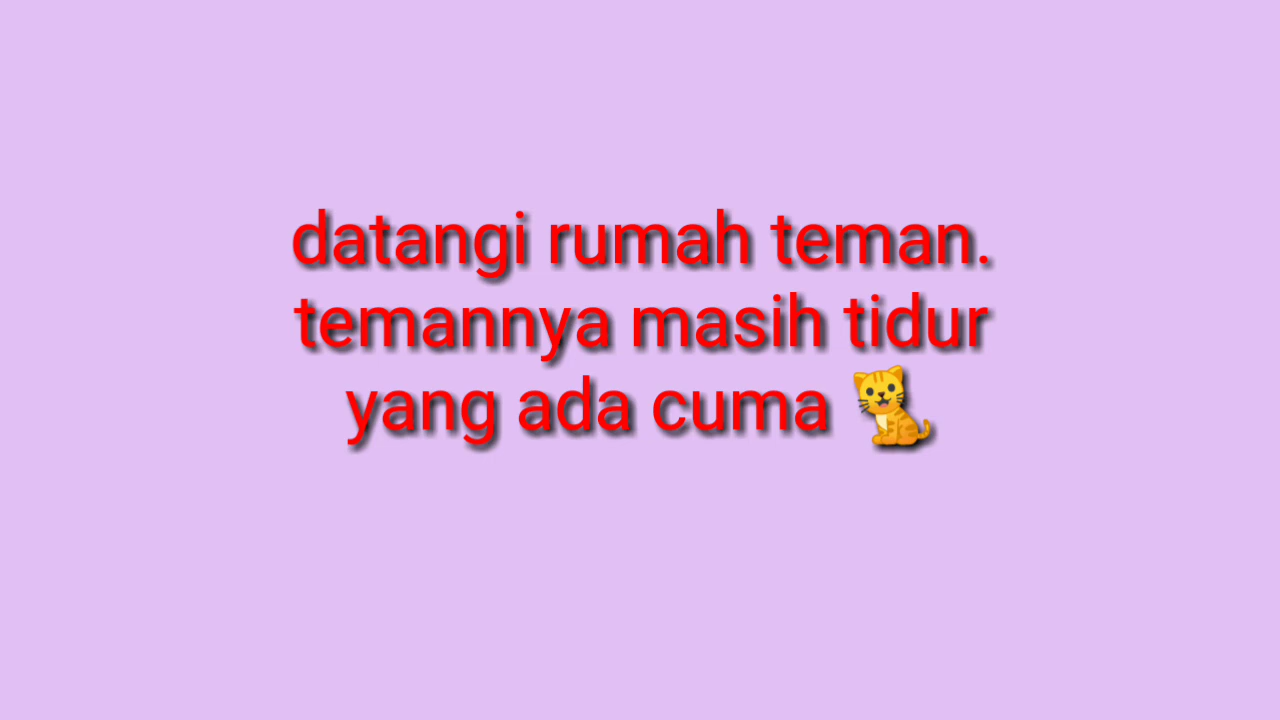 datangi rumah teman.
temannya masih tidur
yang ada cuma 🐈